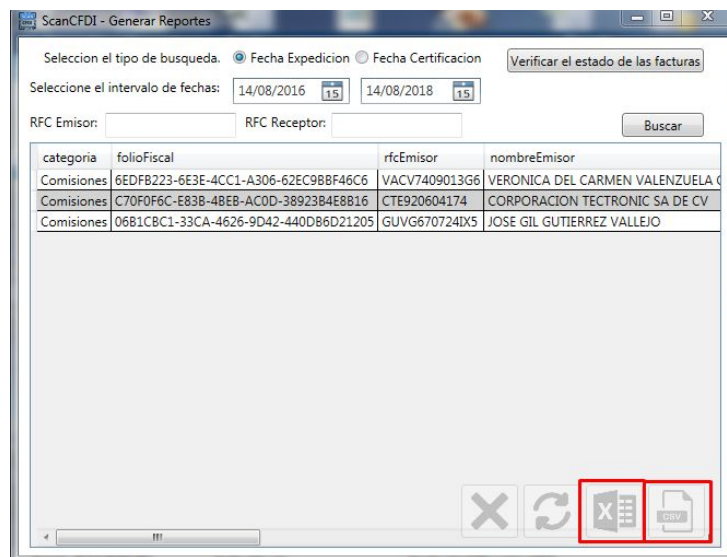 ScanCFDI - Generar Reportes
Seleccion el tipo de busqueda. Fecha Expedicion Fecha Certificacion Verificar el estado de las facturas
Seleccione el intervalo de fechas: 14/08/2016 15 14/08/2018 15
RFC Emisor: RFC Receptor: Buscar
categoria folioFiscal rfcEmisor nombreEmisor
Comisiones 6EDFB223-6E3E-4CC1-A306-62EC9BBF46C6 VACV7409013G6 VERONICA DEL CARMEN VALENZUELA
Comisiones C70F0F6C-E83B-4BEB-AC0D-38923B4E8B16 CTE920604174 CORPORACION TECTRONIC SA DE CV
Comisiones 06B1CBC1-33CA-4626-9D42-440DB6D21205 GUVG670724IX5 JOSE GIL GUTIERREZ VALLEJO
X CSV